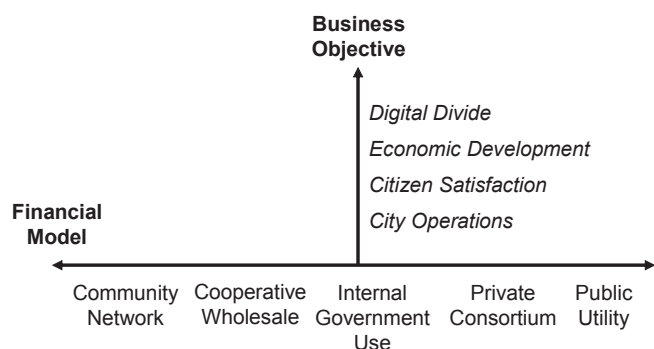 Business
Objective
Digital Divide
Economic Development
Citizen Satisfaction
City Operations
Financial
Model
Community
Network
Cooperative
Wholesale
Internal
Government
Use
Private
Consortium
Public
Utility